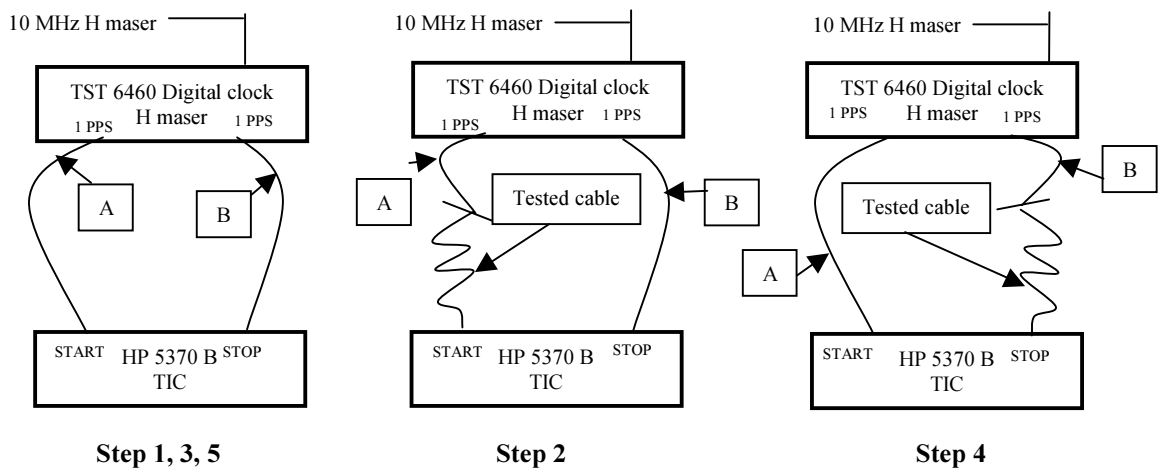 10 MHz H maser
TST 6460 Digital clock
H maser
1 PPS
1 PPS
A
B
START
HP 5370 B
STOP
TIC
Step 1, 3, 5
10 MHz H maser
TST 6460 Digital clock
H maser
1 PPS
1 PPS
A
Tested cable
B
START
HP 5370 B
STOP
TIC
Step 2
10 MHz H maser
TST 6460 Digital clock
H maser
1 PPS
1 PPS
B
Tested cable
A
START
HP 5370 B
STOP
TIC
Step 4